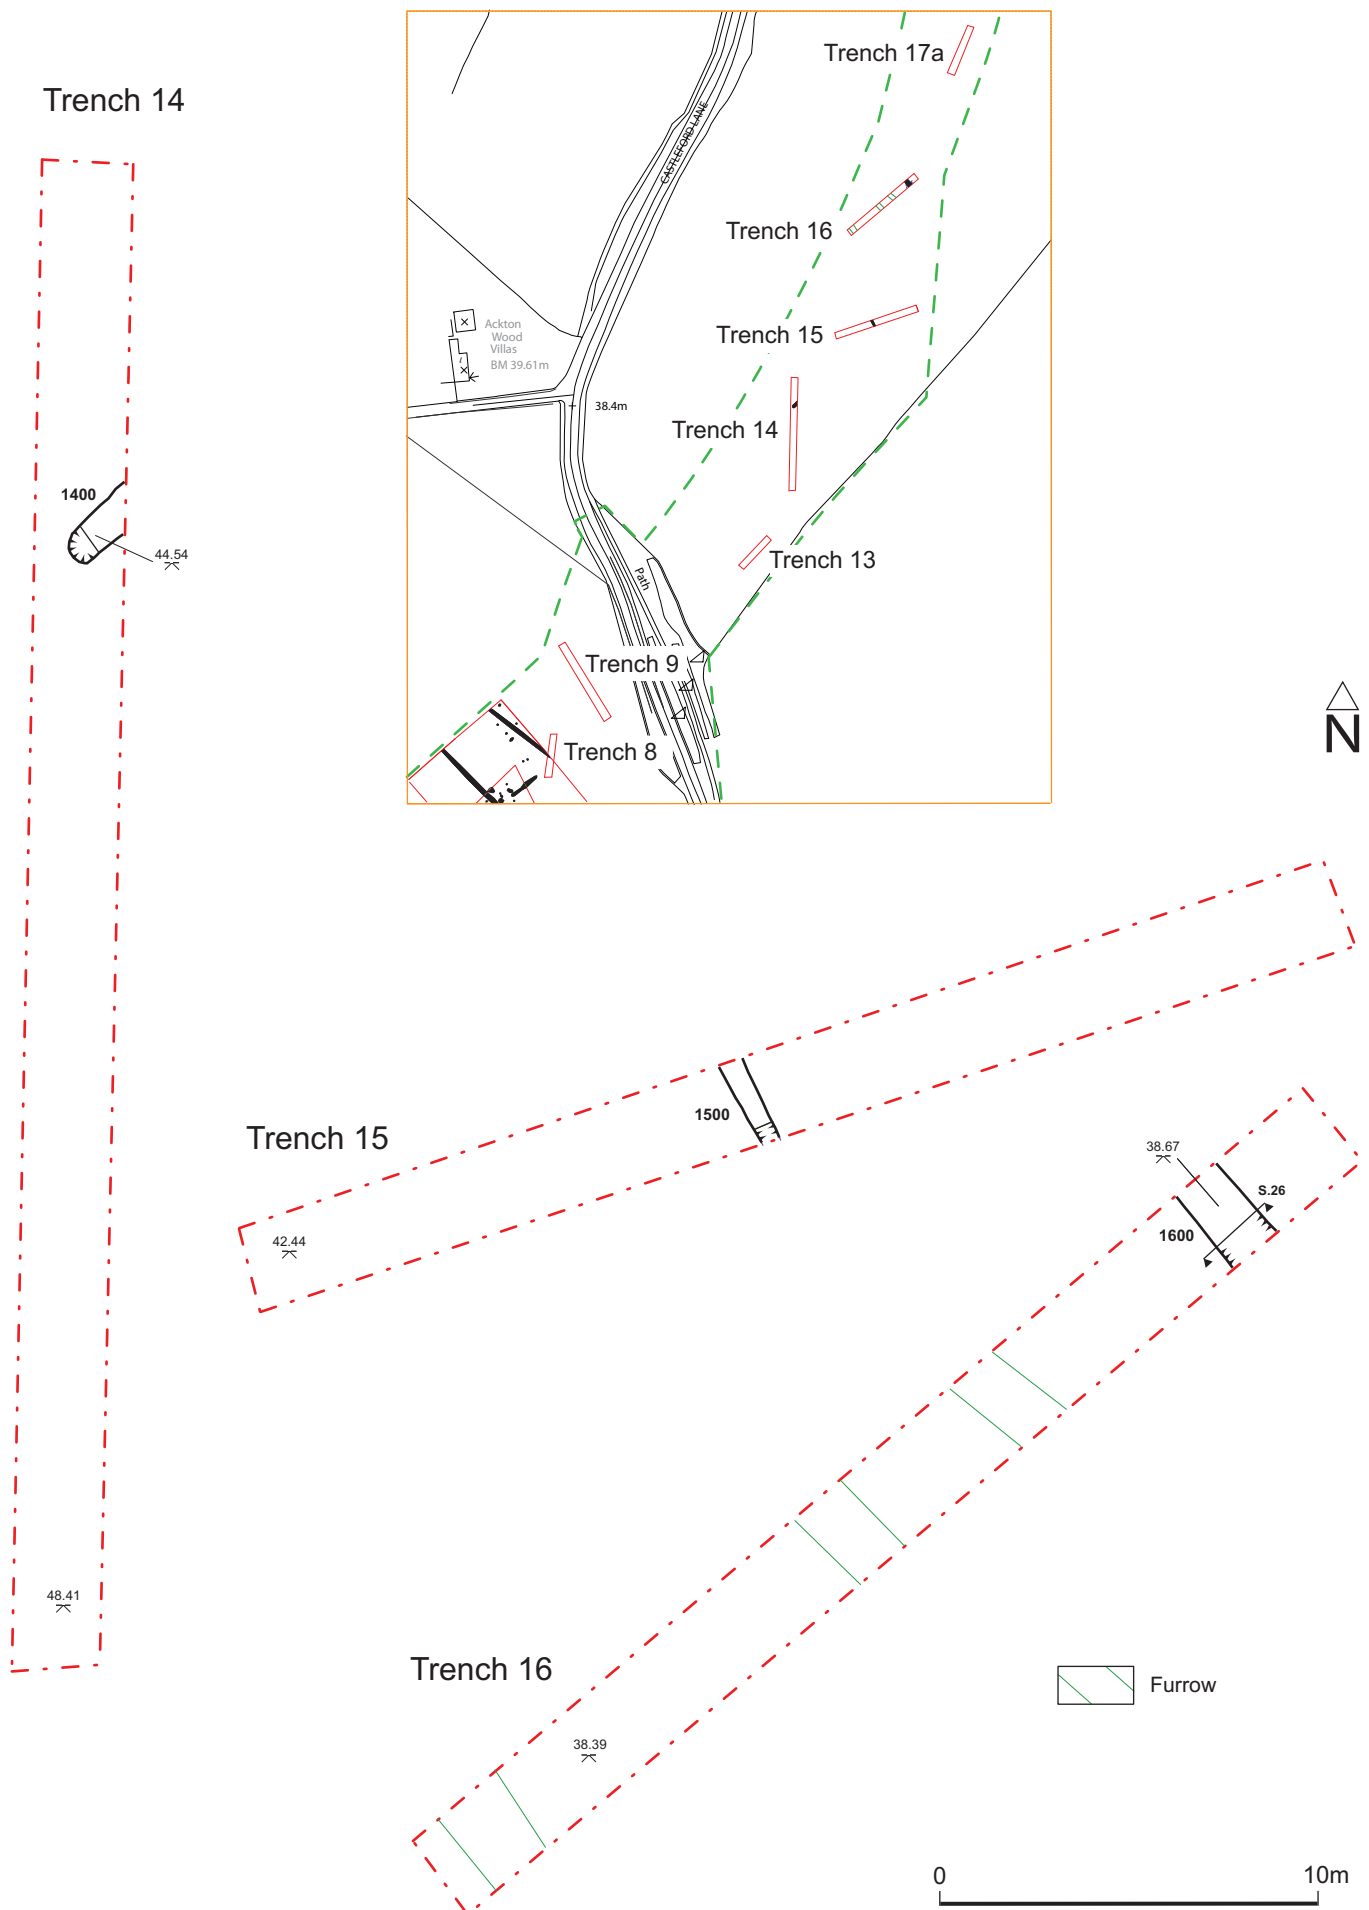 Trench 14
Trench 17a
CASTLEFORD LANE
Trench 16
Ackton
Wood
Villas
BM 39.61m
Trench 15
38.4m
Trench 14
Trench 13
Path
Trench 9
Trench 8
N
1400
44.54
48.41
1500
Trench 15
42.44
38.67
S.26
1600
Trench 16
38.39
Furrow
0
10m